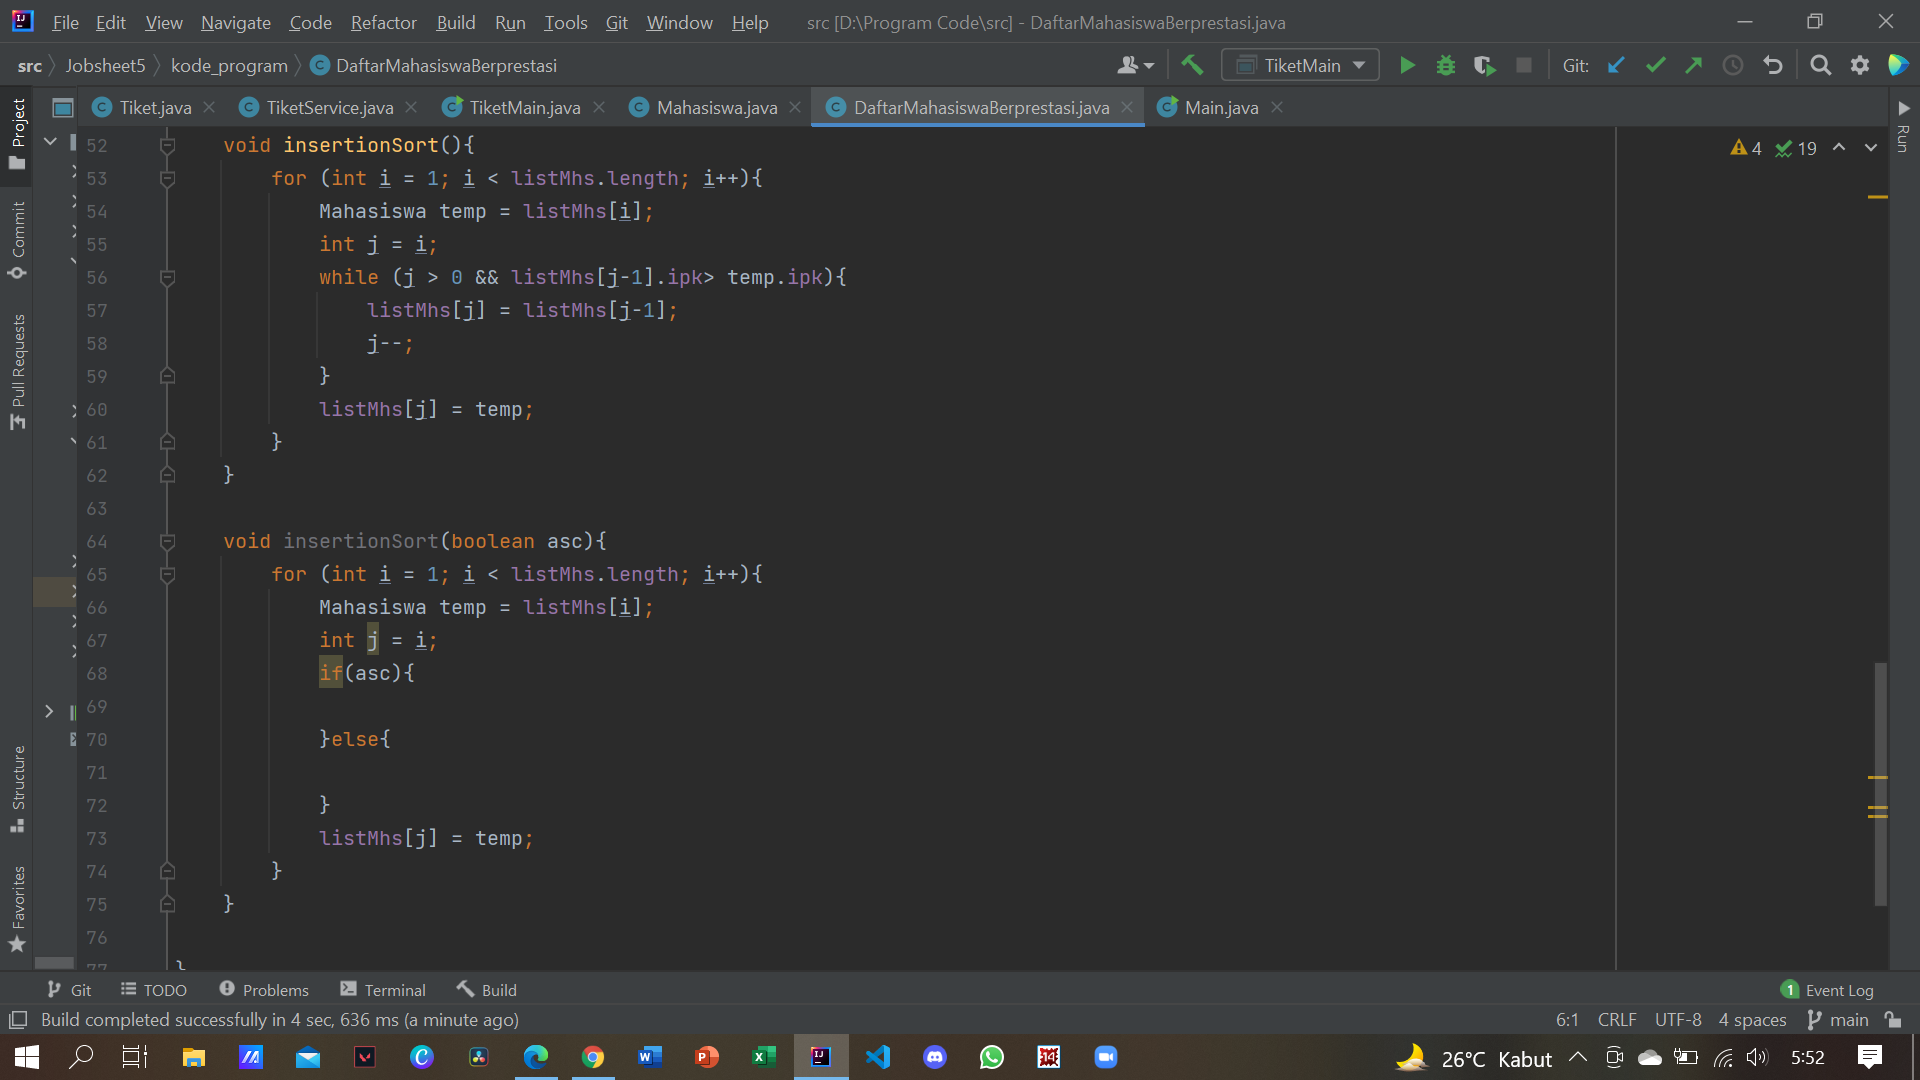 File Edit View Navigate Code Refactor Build Run Tools Git Window Help src [D:\Program Code\src] - DaftarMahasiswaBerprestasi.java
src Jobsheet5 kode_program DaftarMahasiswaBerprestasi TiketMain Git:
Tiket.java TiketService.java TiketMain.java Mahasiswa.java DaftarMahasiswaBerprestasi.java Main.java
Project
Commit
Pull Requests
Structure
Favorites
Run
4 19
52 void insertionSort(){
53 for (int i = 1; i < listMhs.length; i++){
54 Mahasiswa temp = listMhs[i];
55 int j = i;
56 while (j > 0 && listMhs[j-1].ipk> temp.ipk){
57 listMhs[j] = listMhs[j-1];
58 j--;
59 }
60 listMhs[j] = temp;
61 }
62 }
63
64 void insertionSort(boolean asc){
65 for (int i = 1; i < listMhs.length; i++){
66 Mahasiswa temp = listMhs[i];
67 int j = i;
68 if(asc){
69
70 }else{
71
72 }
73 listMhs[j] = temp;
74 }
75 }
76
77 }
Git TODO Problems Terminal Build 1 Event Log
Build completed successfully in 4 sec, 636 ms (a minute ago) 6:1 CRLF UTF-8 4 spaces main
26°C Kabut 5:52